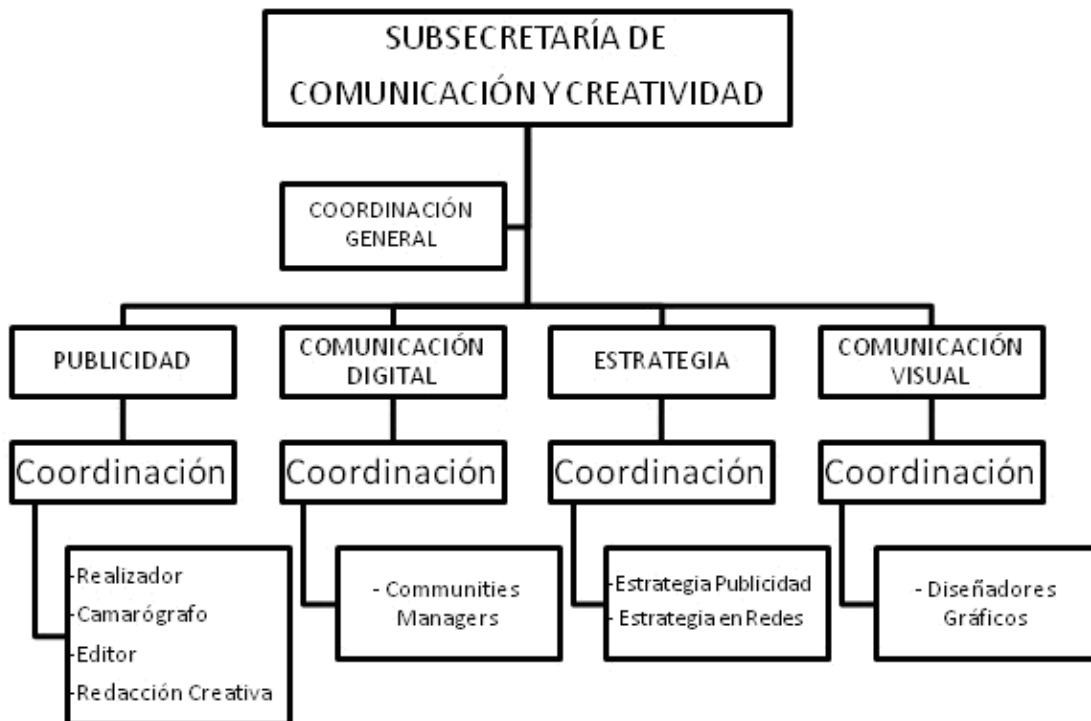 SUBSECRETARÍA DE
COMUNICACIÓN Y CREATIVIDAD
COORDINACIÓN
GENERAL
PUBLICIDAD
COMUNICACIÓN
DIGITAL
ESTRATEGIA
COMUNICACIÓN
VISUAL
Coordinación
Coordinación
Coordinación
Coordinación
-Realizador
-Camarógrafo
-Editor
-Redacción Creativa
- Communities
Managers
-Estrategia Publicidad
- Estrategia en Redes
- Diseñadores
Gráficos